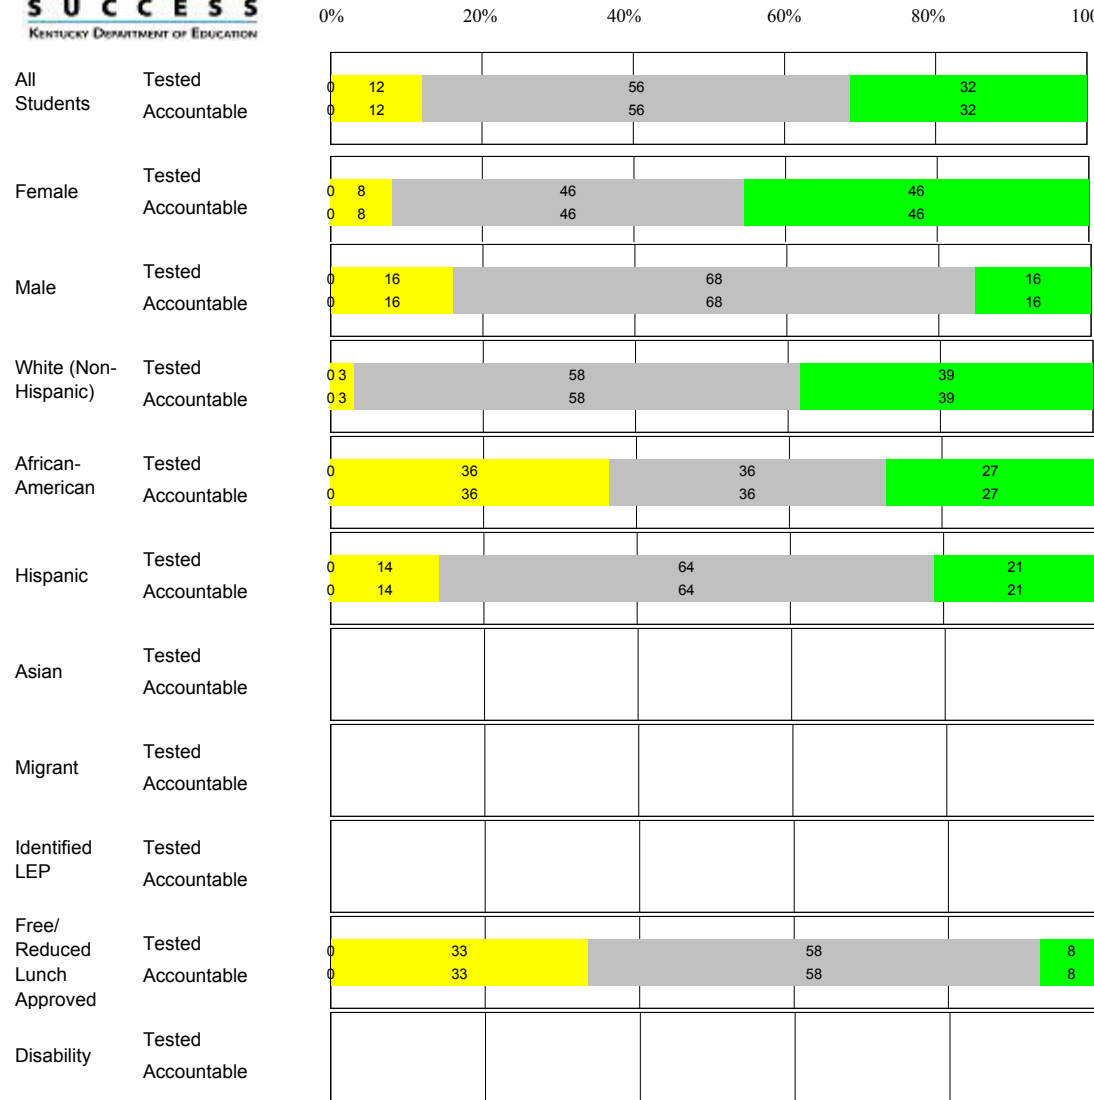 SUCCESS
KENTUCKY DEPARTMENT OF EDUCATION
0% 20% 40% 60% 80% 100
All
Students
Tested 0 12 56 32
Accountable 0 12 56 32
Female
Tested 0 8 46 46
Accountable 0 8 46 46
Male
Tested 0 16 68 16
Accountable 0 16 68 16
White (Non-
Hispanic)
Tested 0 3 58 39
Accountable 0 3 58 39
African-
American
Tested 0 36 36 27
Accountable 0 36 36 27
Hispanic
Tested 0 14 64 21
Accountable 0 14 64 21
Asian
Tested
Accountable
Migrant
Tested
Accountable
Identified
LEP
Tested
Accountable
Free/
Reduced
Lunch
Approved
Tested 0 33 58 8
Accountable 0 33 58 8
Disability
Tested
Accountable